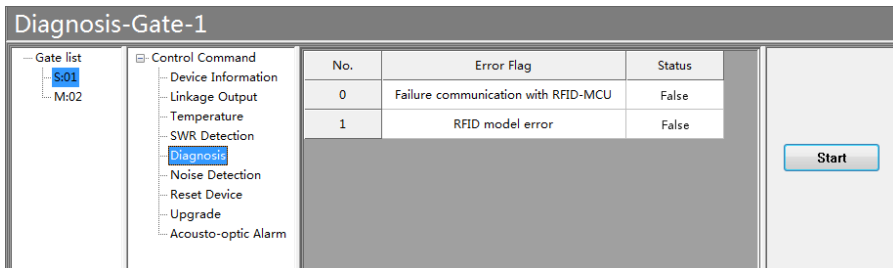 Diagnosis-Gate-1
Gate list
S:01
M:02
Control Command
Device Information
Linkage Output
Temperature
SWR Detection
Diagnosis
Noise Detection
Reset Device
Upgrade
Acousto-optic Alarm
No. Error Flag Status
0 Failure communication with RFID-MCU False
1 RFID model error False
Start